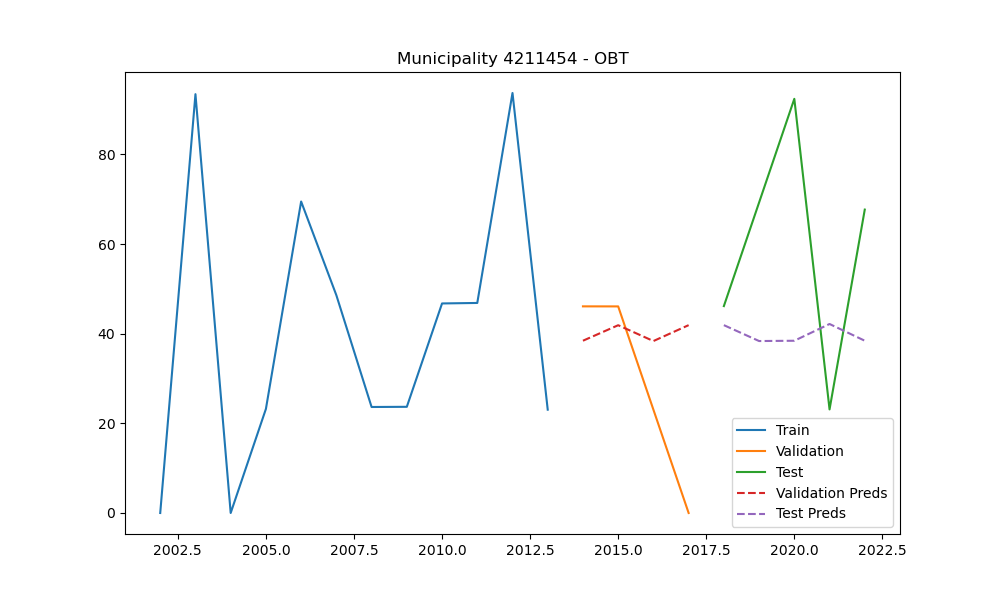 Municipality 4211454 - OBT
80
60
40
20
0
2002.5 2005.0 2007.5 2010.0 2012.5 2015.0 2017.5 2020.0 2022.5
Train
Validation
Test
Validation Preds
Test Preds